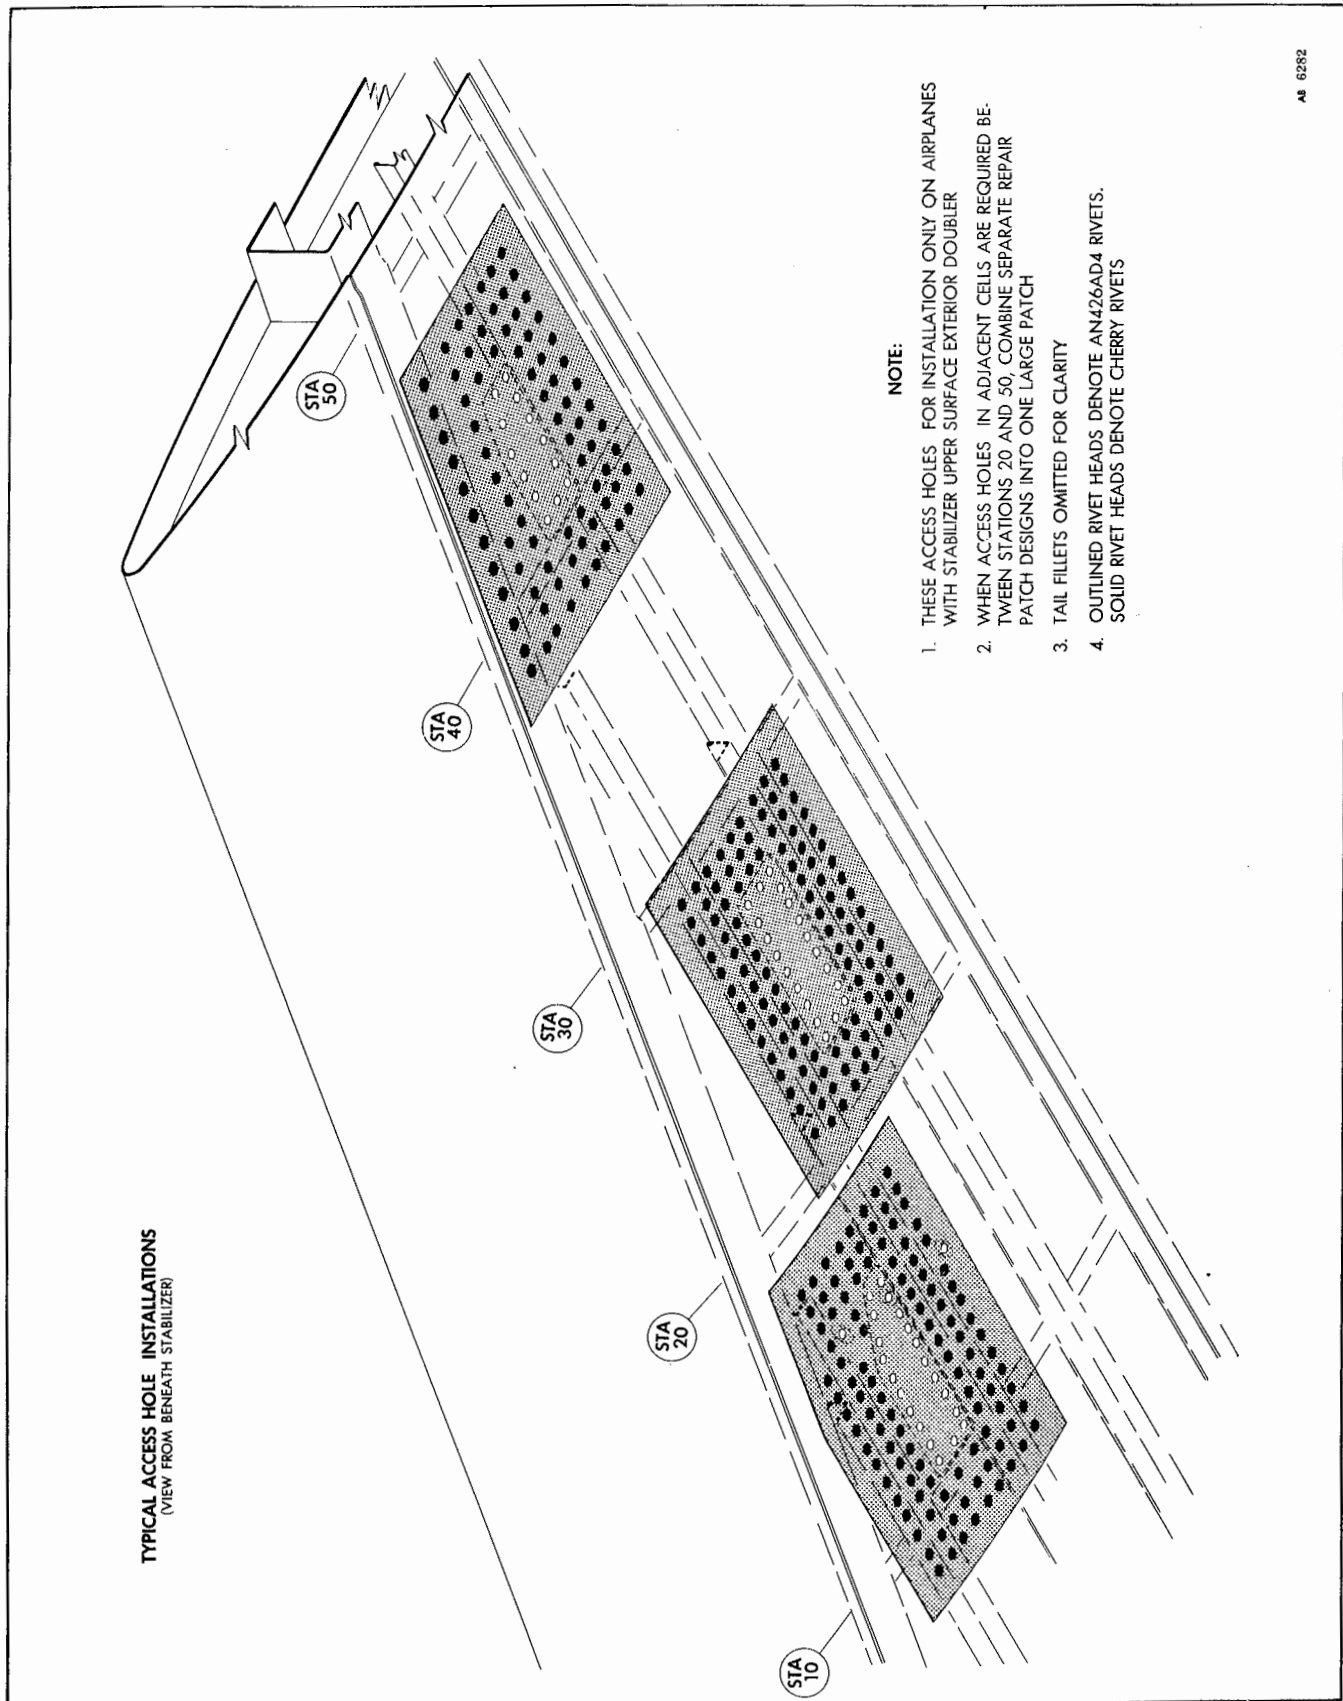 TYPICAL ACCESS HOLE INSTALLATIONS
(VIEW FROM BENEATH STABILIZER)
STA
10
STA
20
STA
30
STA
40
STA
50
NOTE:
1. THESE ACCESS HOLES FOR INSTALLATION ONLY ON AIRPLANES
WITH STABILIZER UPPER SURFACE EXTERIOR DOUBLER
2. WHEN ACCESS HOLES IN ADJACENT CELLS ARE REQUIRED BE-
TWEEN STATIONS 20 AND 50, COMBINE SEPARATE REPAIR
PATCH DESIGNS INTO ONE LARGE PATCH
3. TAIL FILLETS OMITTED FOR CLARITY
4. OUTLINED RIVET HEADS DENOTE AN426AD4 RIVETS.
SOLID RIVET HEADS DENOTE CHERRY RIVETS
AB 6282